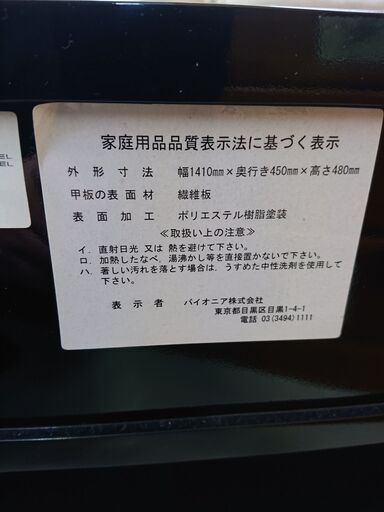 家庭用品品質表示法に基づく表示
外形寸法 幅1410mm×奥行き450mm×高さ480mm
甲板の表面材 繊維板
表面加工 ポリエステル樹脂塗装
≪取扱い上の注意≫
イ．直射日光 又は 熱を避けて下さい。
ロ．加熱したなべ、湯沸かし等を直接置かないで下さい。
ハ．著しい汚れを落とす場合は、うすめた中性洗剤を使用して
下さい。
表示者 パイオニア株式会社
東京都目黒区目黒1-4-1
電話 03(3494)1111